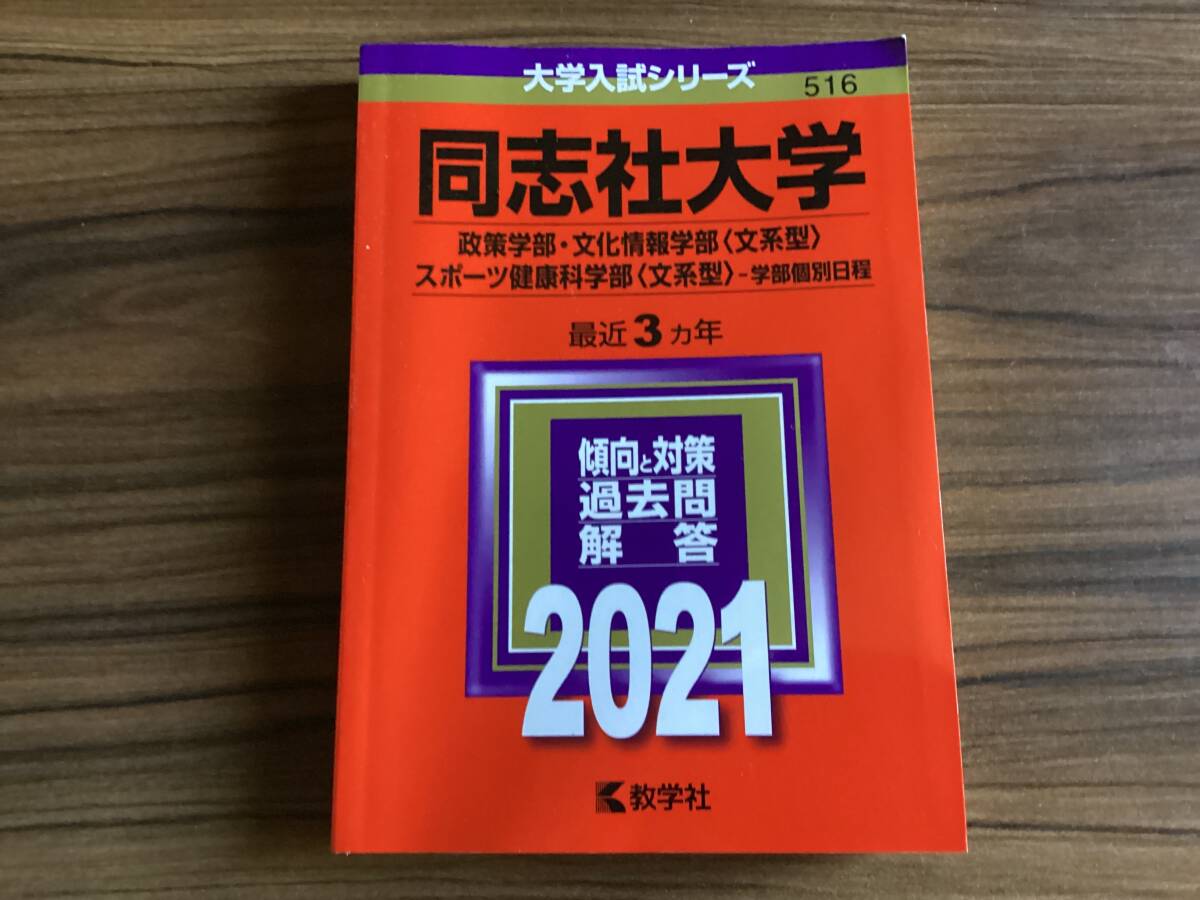 大学入試シリーズ
516
同志社大学
政策学部・文化情報学部〈文系型〉
スポーツ健康科学部〈文系型〉-学部個別日程
最近3カ年
傾向と対策
過去問
解答
2021
教学社